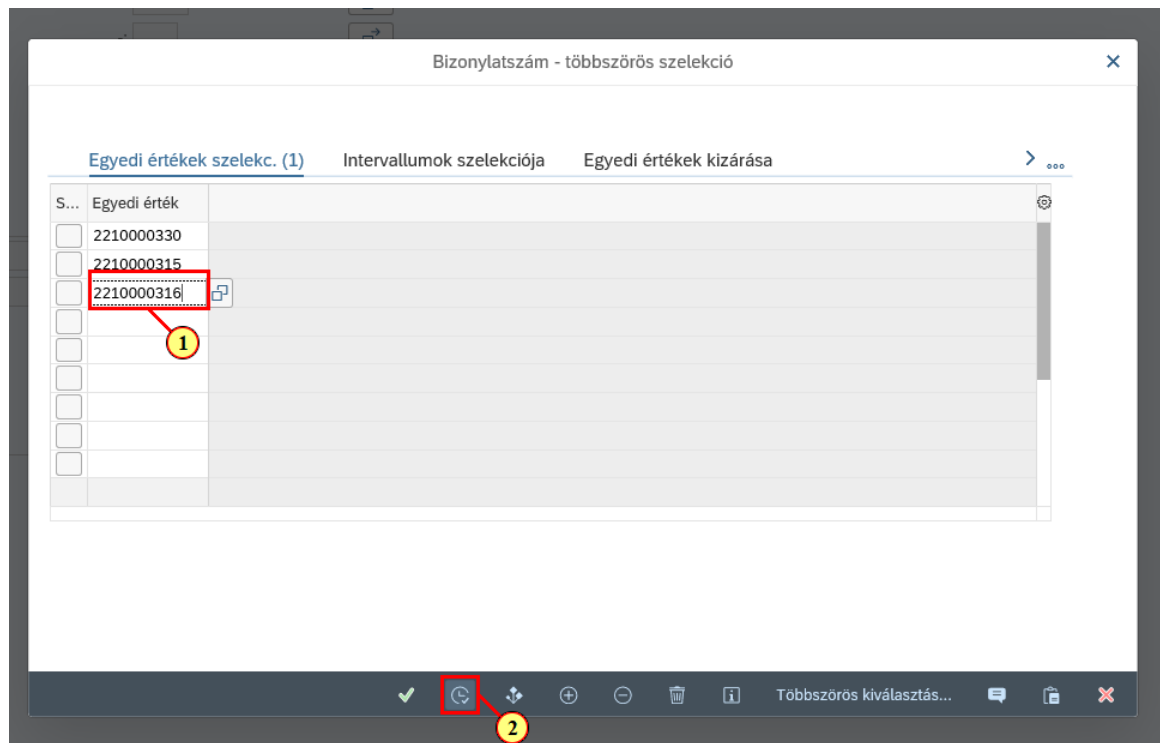 Bizonylatszám - többszörös szelekció
Egyedi értékek szelekc. (1) Intervallumok szelekciója Egyedi értékek kizárása
S... Egyedi érték
2210000330
2210000315
2210000316
1
Többszörös kiválasztás...
2